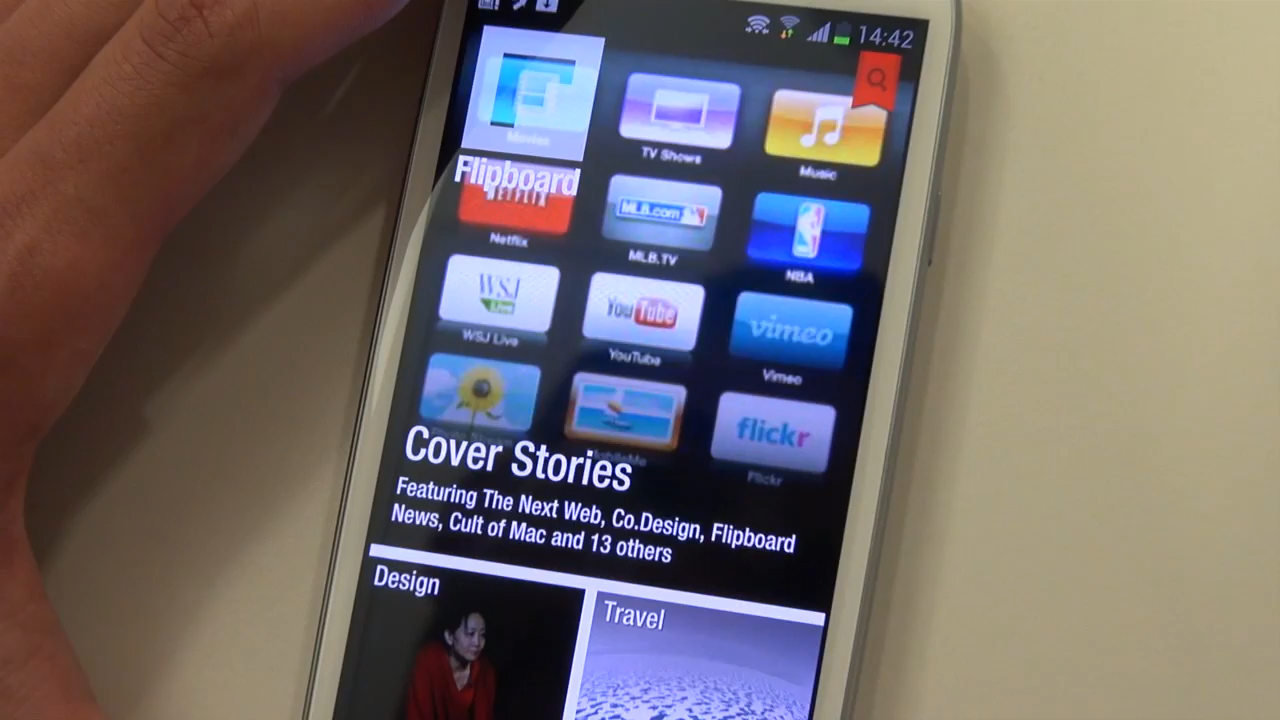 14:42
Movies
TV Shows
Music
Flipboard
NETFLIX
Netflix
MLB.com
MLB.TV
NBA
WSJ
Live
WSJ Live
YouTube
YouTube
vimeo
Vimeo
MobileMe
flickr
Flickr
Cover Stories
Featuring The Next Web, Co.Design, Flipboard
News, Cult of Mac and 13 others
Design
Travel